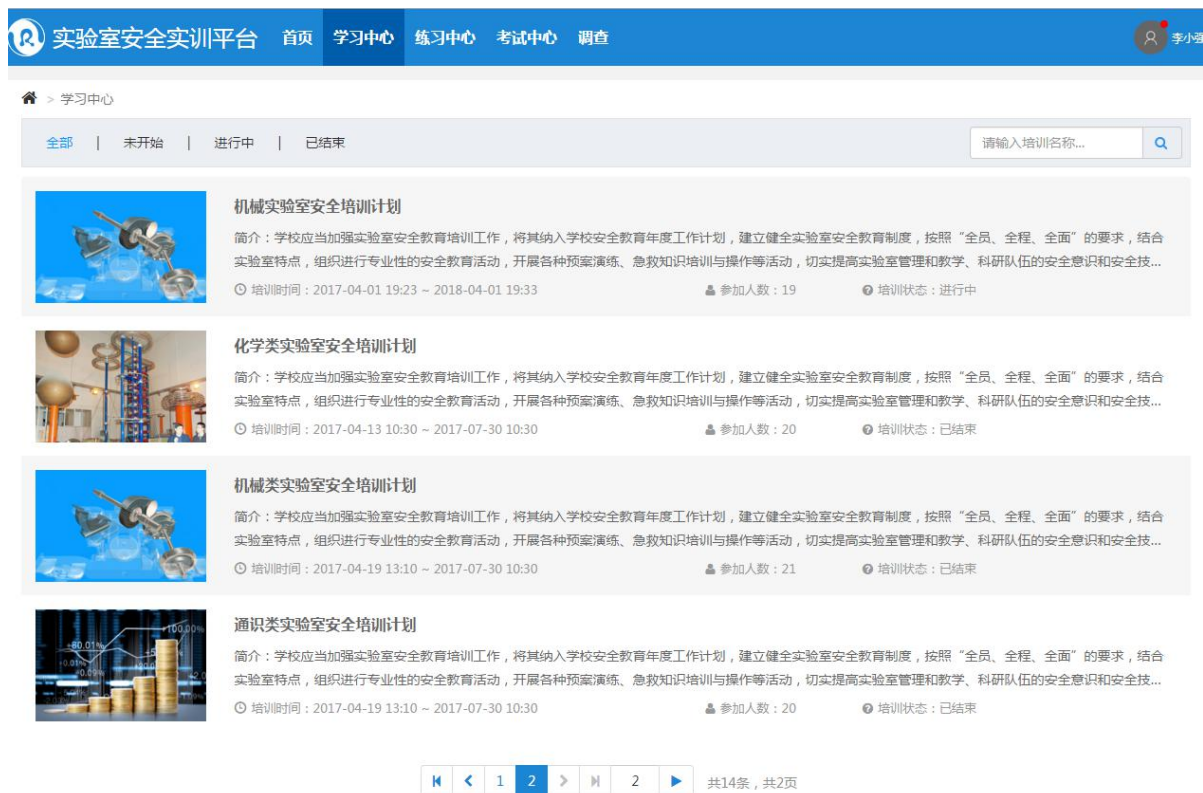 实验室安全实训平台 首页 学习中心 练习中心 考试中心 调查 李小强
> 学习中心
全部 | 未开始 | 进行中 | 已结束 请输入培训名称...
机械实验室安全培训计划
简介：学校应当加强实验室安全教育培训工作，将其纳入学校安全教育年度工作计划，建立健全实验室安全教育制度，按照“全员、全程、全面”的要求，结合
实验室特点，组织进行专业性的安全教育活动，开展各种预案演练、急救知识培训与操作等活动，切实提高实验室管理和教学、科研队伍的安全意识和安全技...
培训时间：2017-04-01 19:23 ~ 2018-04-01 19:33 参加人数：19 培训状态：进行中
化学类实验室安全培训计划
简介：学校应当加强实验室安全教育培训工作，将其纳入学校安全教育年度工作计划，建立健全实验室安全教育制度，按照“全员、全程、全面”的要求，结合
实验室特点，组织进行专业性的安全教育活动，开展各种预案演练、急救知识培训与操作等活动，切实提高实验室管理和教学、科研队伍的安全意识和安全技...
培训时间：2017-04-13 10:30 ~ 2017-07-30 10:30 参加人数：20 培训状态：已结束
机械类实验室安全培训计划
简介：学校应当加强实验室安全教育培训工作，将其纳入学校安全教育年度工作计划，建立健全实验室安全教育制度，按照“全员、全程、全面”的要求，结合
实验室特点，组织进行专业性的安全教育活动，开展各种预案演练、急救知识培训与操作等活动，切实提高实验室管理和教学、科研队伍的安全意识和安全技...
培训时间：2017-04-19 13:10 ~ 2017-07-30 10:30 参加人数：21 培训状态：已结束
通识类实验室安全培训计划
简介：学校应当加强实验室安全教育培训工作，将其纳入学校安全教育年度工作计划，建立健全实验室安全教育制度，按照“全员、全程、全面”的要求，结合
实验室特点，组织进行专业性的安全教育活动，开展各种预案演练、急救知识培训与操作等活动，切实提高实验室管理和教学、科研队伍的安全意识和安全技...
培训时间：2017-04-19 13:10 ~ 2017-07-30 10:30 参加人数：20 培训状态：已结束
+100.00%
+80.01%
1 2 2 共14条，共2页